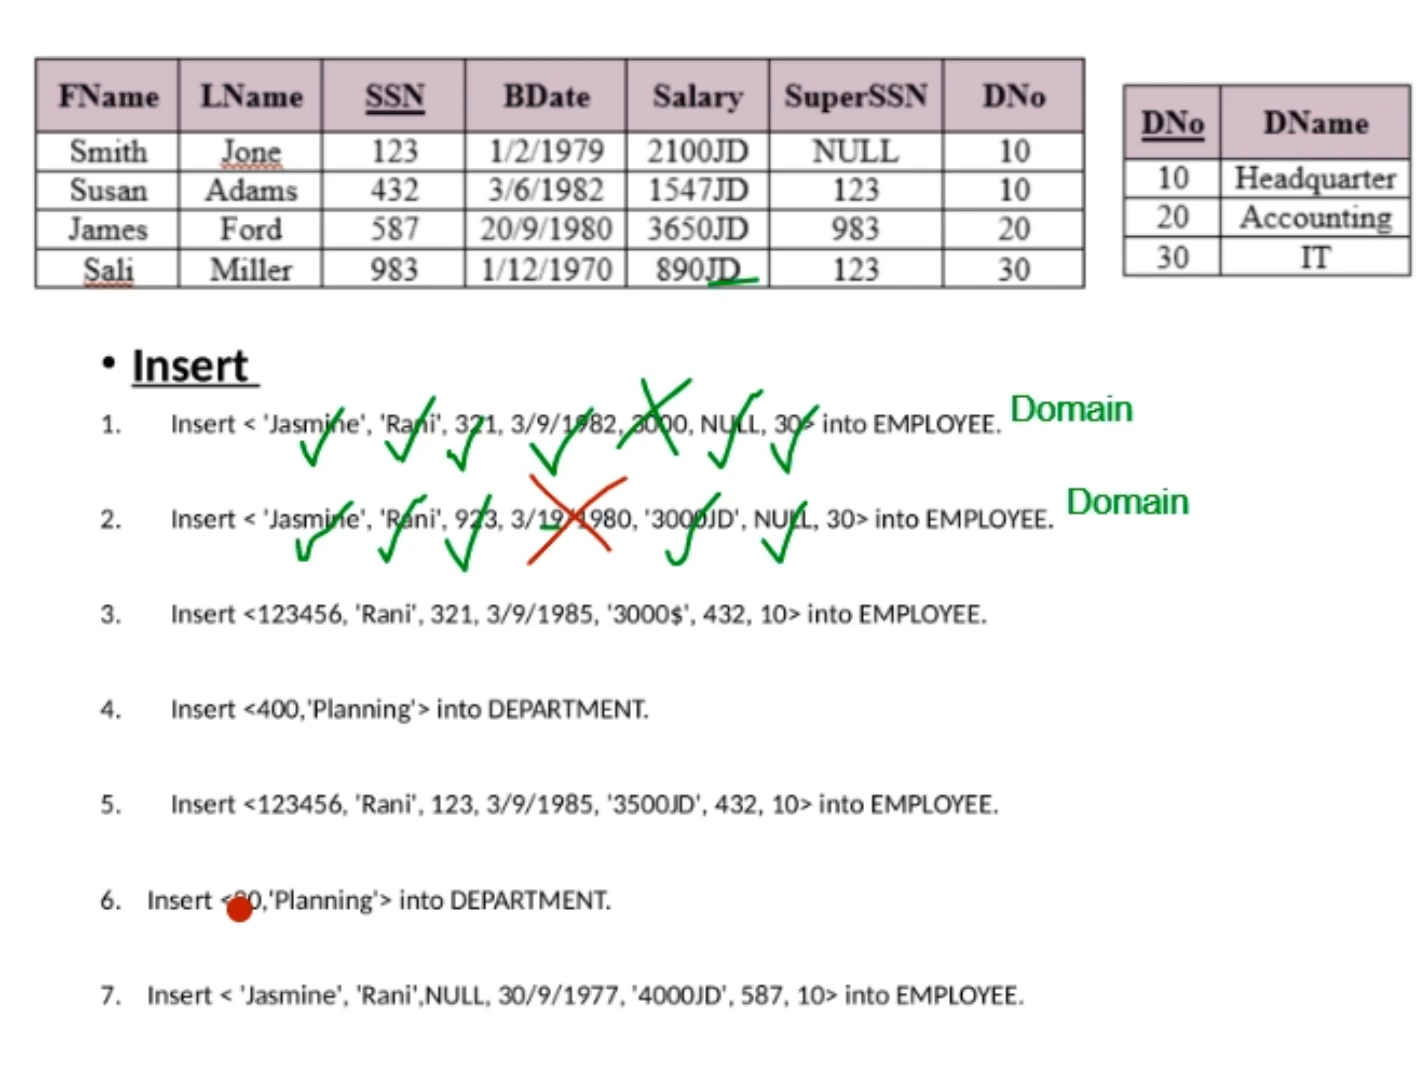 FName LName SSN BDate Salary SuperSSN DNo
Smith Jone 123 1/2/1979 2100JD NULL 10
Susan Adams 432 3/6/1982 1547JD 123 10
James Ford 587 20/9/1980 3650JD 983 20
Sali Miller 983 1/12/1970 890JD 123 30
DNo DName
10 Headquarter
20 Accounting
30 IT
• Insert
1. Insert < 'Jasmine', 'Rani', 321, 3/9/1982, 3000, NULL, 30> into EMPLOYEE. Domain
2. Insert < 'Jasmine', 'Rani', 923, 3/19/1980, '3000JD', NULL, 30> into EMPLOYEE. Domain
3. Insert <123456, 'Rani', 321, 3/9/1985, '3000$', 432, 10> into EMPLOYEE.
4. Insert <400,'Planning'> into DEPARTMENT.
5. Insert <123456, 'Rani', 123, 3/9/1985, '3500JD', 432, 10> into EMPLOYEE.
6. Insert 'Planning'> into DEPARTMENT.
7. Insert < 'Jasmine', 'Rani',NULL, 30/9/1977, '4000JD', 587, 10> into EMPLOYEE.